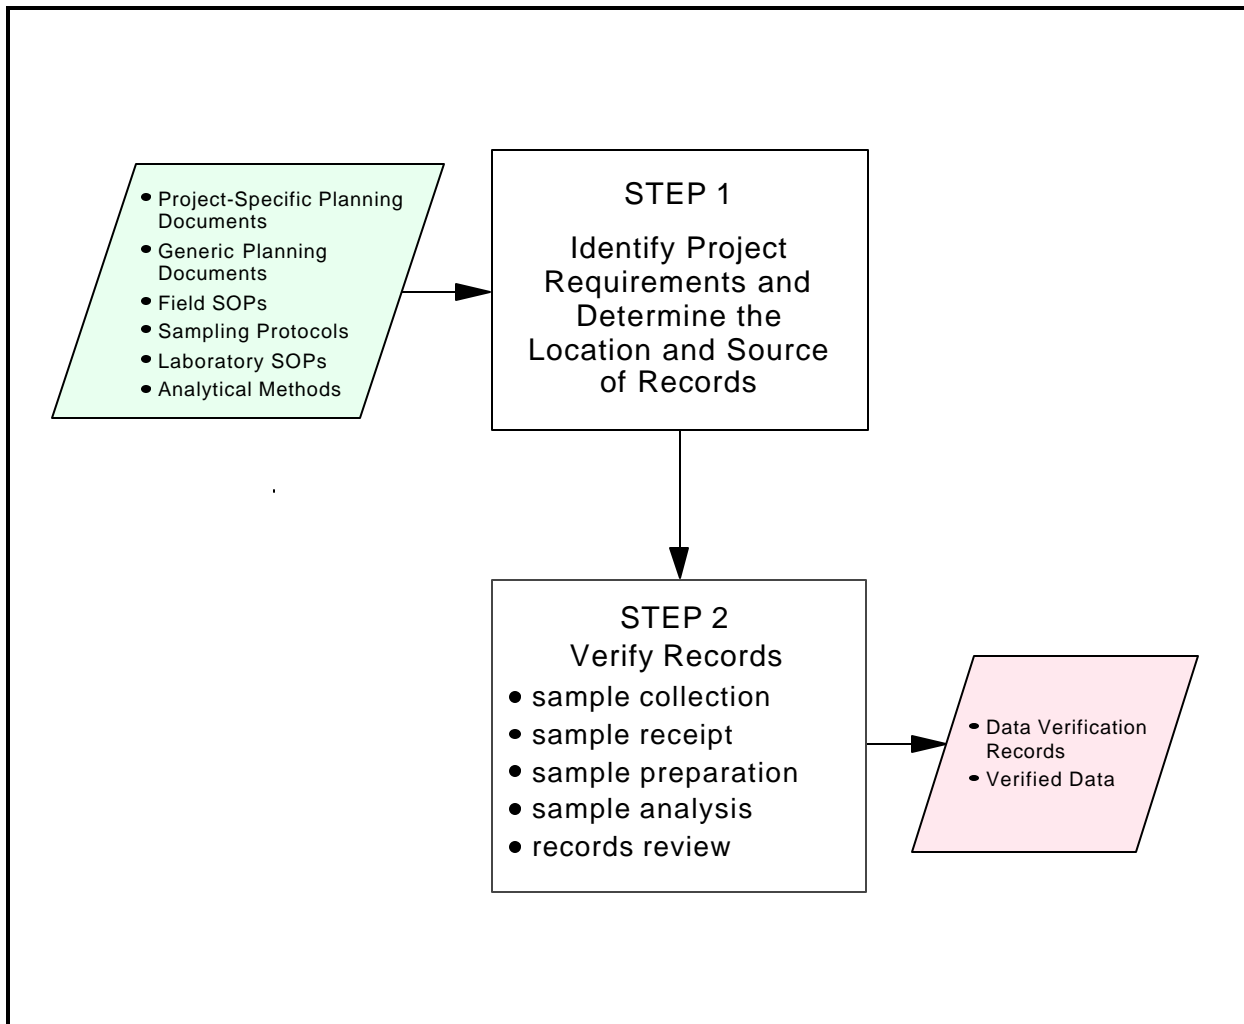 • Project-Specific Planning
Documents
• Generic Planning
Documents
• Field SOPs
• Sampling Protocols
• Laboratory SOPs
• Analytical Methods
STEP 1
Identify Project
Requirements and
Determine the
Location and Source
of Records
STEP 2
Verify Records
• sample collection
• sample receipt
• sample preparation
• sample analysis
• records review
• Data Verification
Records
• Verified Data